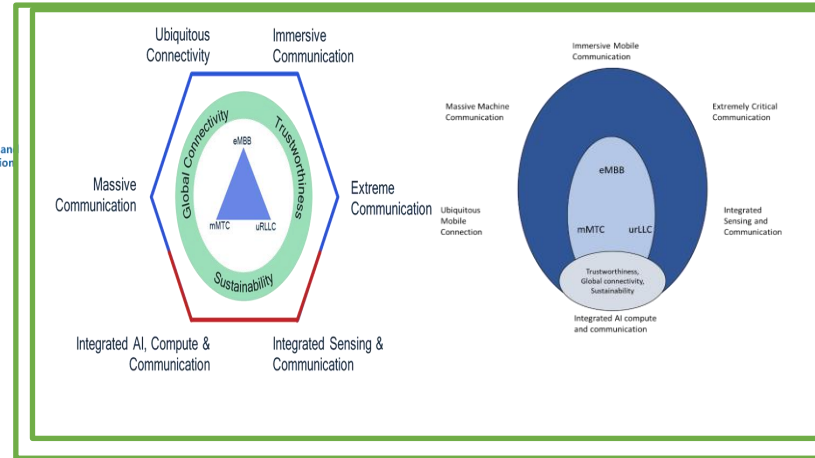 and
ion
Ubiquitous
Connectivity
Immersive
Communication
Massive
Communication
Extreme
Communication
Integrated AI, Compute &
Communication
Integrated Sensing &
Communication
Global Connectivity
Trustworthiness
Sustainability
eMBB
mMTC
uRLLC
Immersive Mobile
Communication
Massive Machine
Communication
Extremely Critical
Communication
Ubiquitous
Mobile
Connection
Integrated
Sensing and
Communication
eMBB
mMTC
urLLC
Trustworthiness,
Global connectivity,
Sustainability
Integrated AI compute
and communication